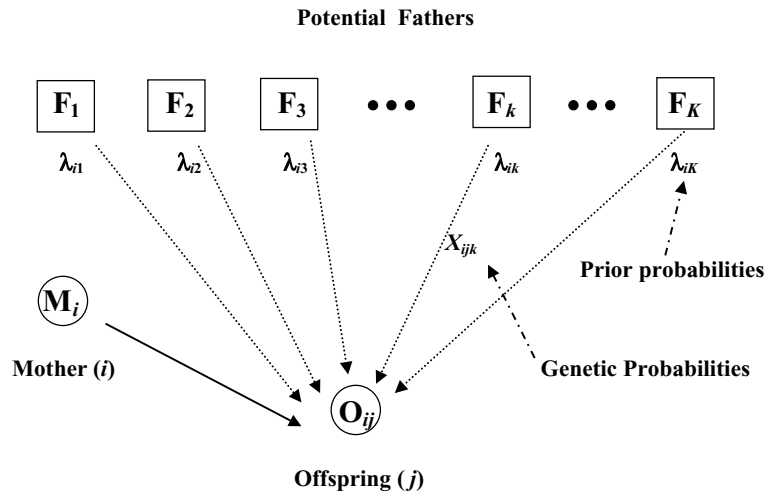 Potential Fathers
F1 F2 F3 ••• Fk ••• FK
λi1 λi2 λi3 λik λiK
Xijk
Prior probabilities
Mi
Mother (i)
Genetic Probabilities
Oij
Offspring (j)